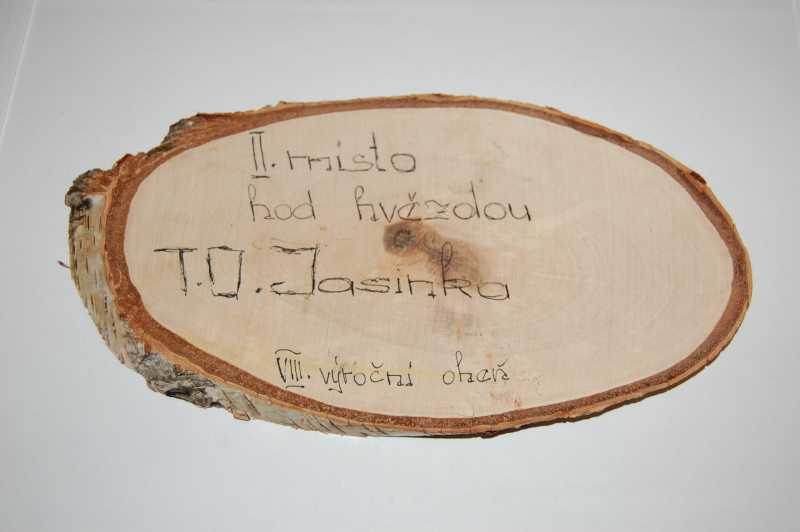 II. místo
hod hvězdou
T.O. Jasinka
VIII. výroční oheň